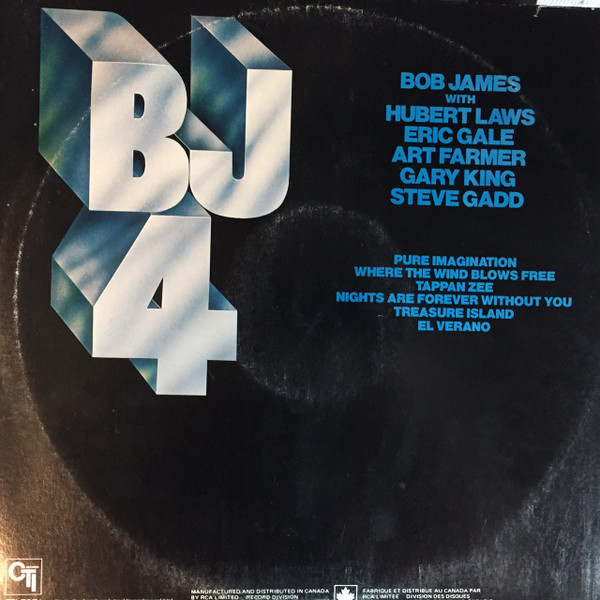 BJ
4
BOB JAMES
WITH
HUBERT LAWS
ERIC GALE
ART FARMER
GARY KING
STEVE GADD
PURE IMAGINATION
WHERE THE WIND BLOWS FREE
TAPPAN ZEE
NIGHTS ARE FOREVER WITHOUT YOU
TREASURE ISLAND
EL VERANO
CTI
MANUFACTURED AND DISTRIBUTED IN CANADA
BY RCA LIMITED RECORD DIVISION
FABRIQUE ET DISTRIBUE AU CANADA PAR
RCA LIMITEE DIVISION DES DISQUES